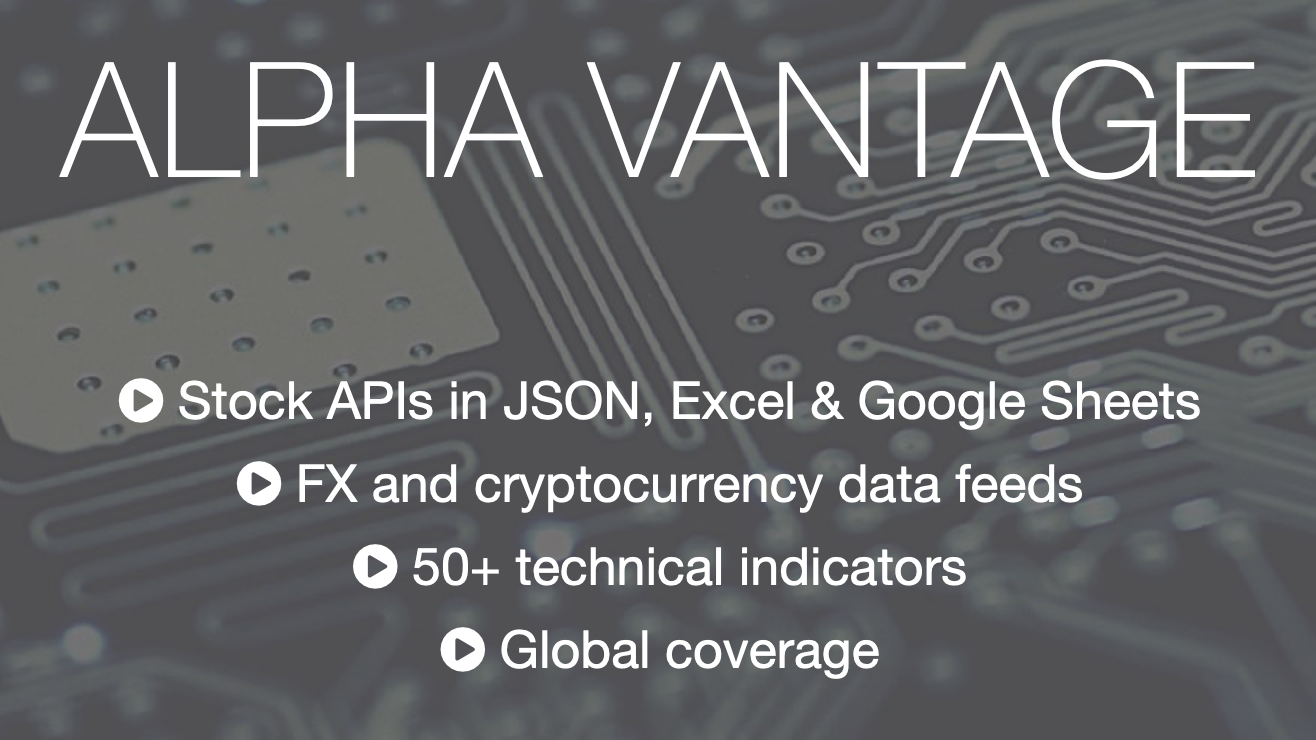 ALPHA VANTAGE
Stock APIs in JSON, Excel & Google Sheets
FX and cryptocurrency data feeds
50+ technical indicators
Global coverage